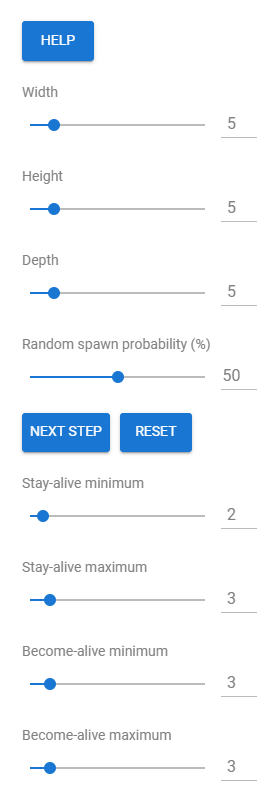 HELP
Width
5
Height
5
Depth
5
Random spawn probability (%)
50
NEXT STEP RESET
Stay-alive minimum
2
Stay-alive maximum
3
Become-alive minimum
3
Become-alive maximum
3